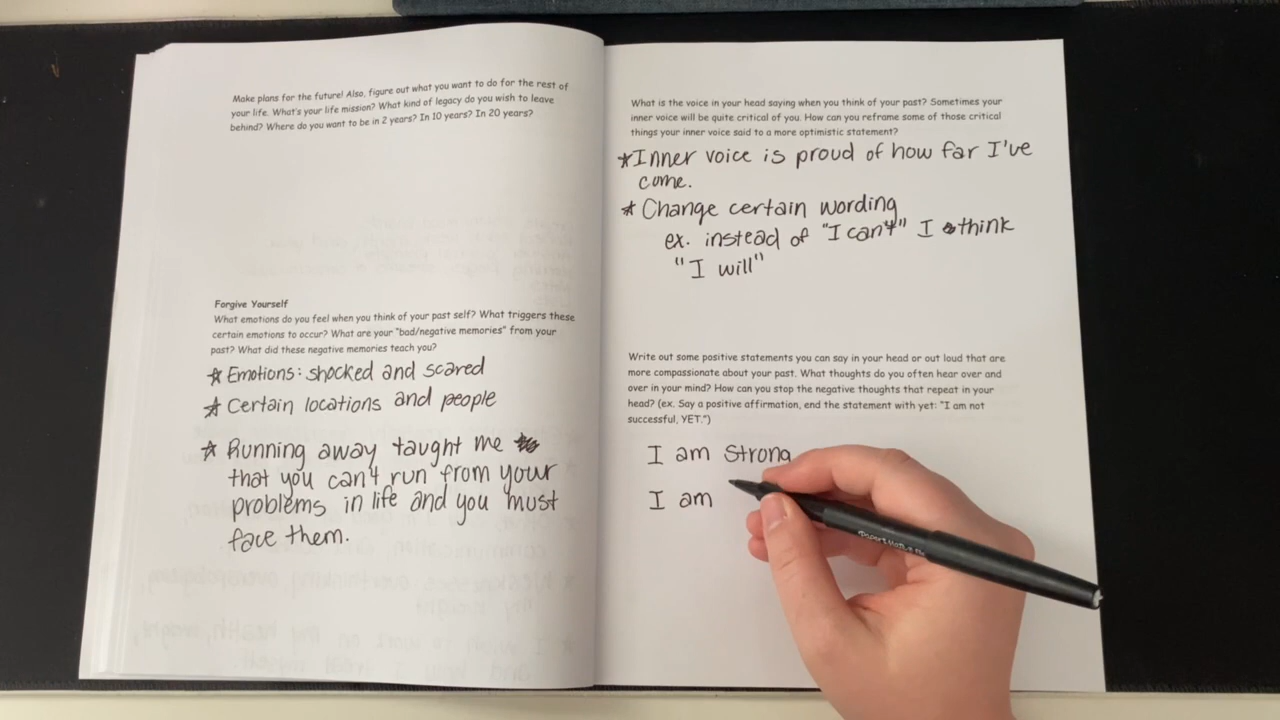 Make plans for the future! Also, figure out what you want to do for the rest of
your life. What's your life mission? What kind of legacy do you wish to leave
behind? Where do you want to be in 2 years? In 10 years? In 20 years?
Forgive Yourself
What emotions do you feel when you think of your past self? What triggers these
certain emotions to occur? What are your "bad/negative memories" from your
past? What did these negative memories teach you?
* Emotions: shocked and scared
* Certain locations and people
* Running away taught me
that you can't run from your
problems in life and you must
face them.
What is the voice in your head saying when you think of your past? Sometimes your
inner voice will be quite critical of you. How can you reframe some of those critical
things your inner voice said to a more optimistic statement?
* Inner voice is proud of how far I've
come.
* Change certain wording
ex. instead of "I can't" I think
"I will"
Write out some positive statements you can say in your head or out loud that are
more compassionate about your past. What thoughts do you often hear over and
over in your mind? How can you stop the negative thoughts that repeat in your
head? (ex. Say a positive affirmation, end the statement with yet: "I am not
successful, YET.")
I am Strong
I am